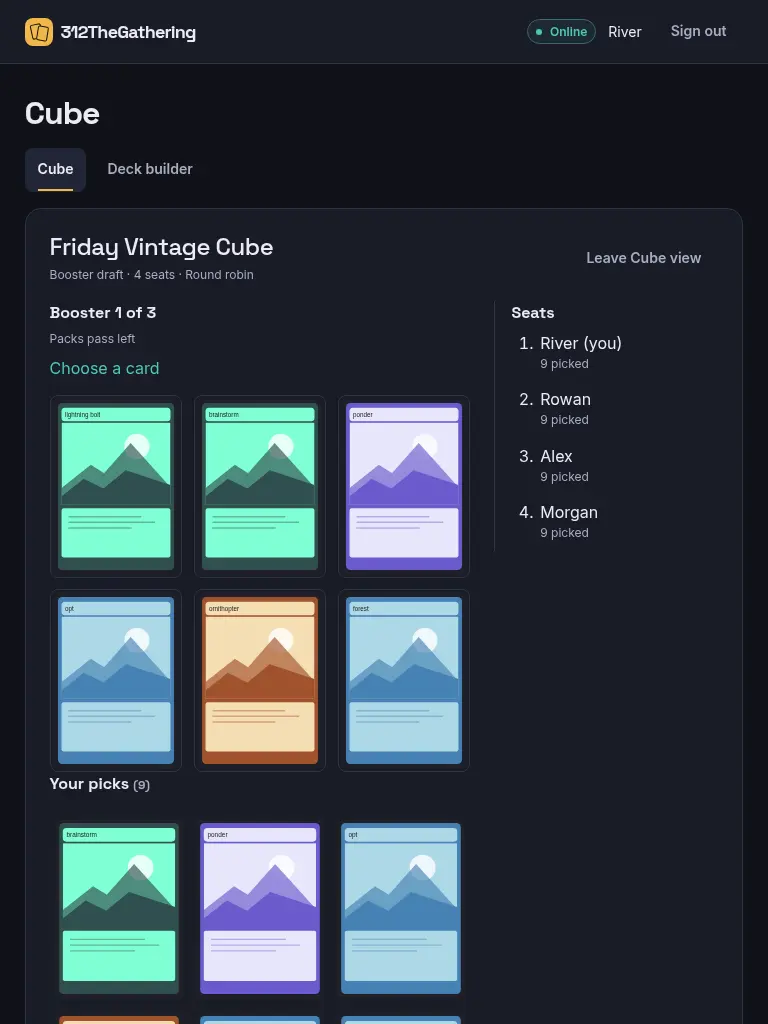 312TheGathering
Online
River
Sign out
Cube
Cube
Deck builder
Friday Vintage Cube
Booster draft · 4 seats · Round robin
Leave Cube view
Booster 1 of 3
Packs pass left
Choose a card
lightning bolt
brainstorm
ponder
opt
ornithopter
forest
Seats
1. River (you)
9 picked
2. Rowan
9 picked
3. Alex
9 picked
4. Morgan
9 picked
Your picks (9)
brainstorm
ponder
opt